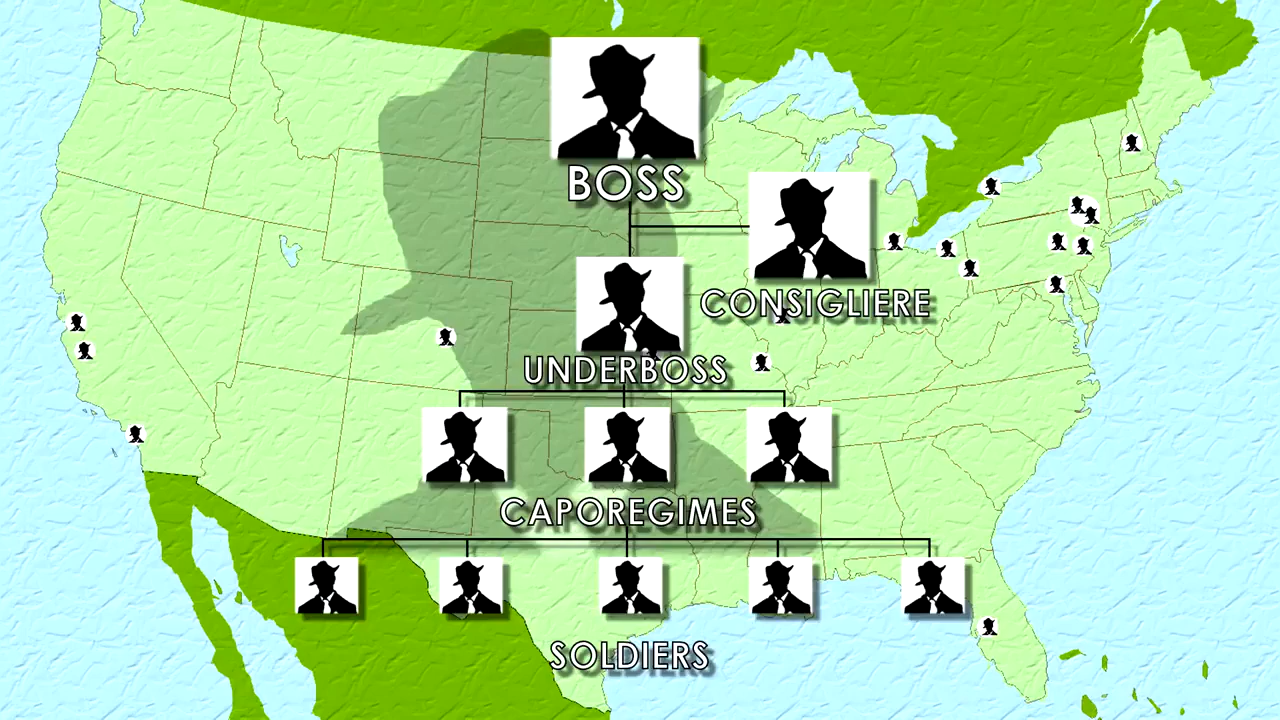 BOSS
CONSIGLIERE
UNDERBOSS
CAPOREGIMES
SOLDIERS